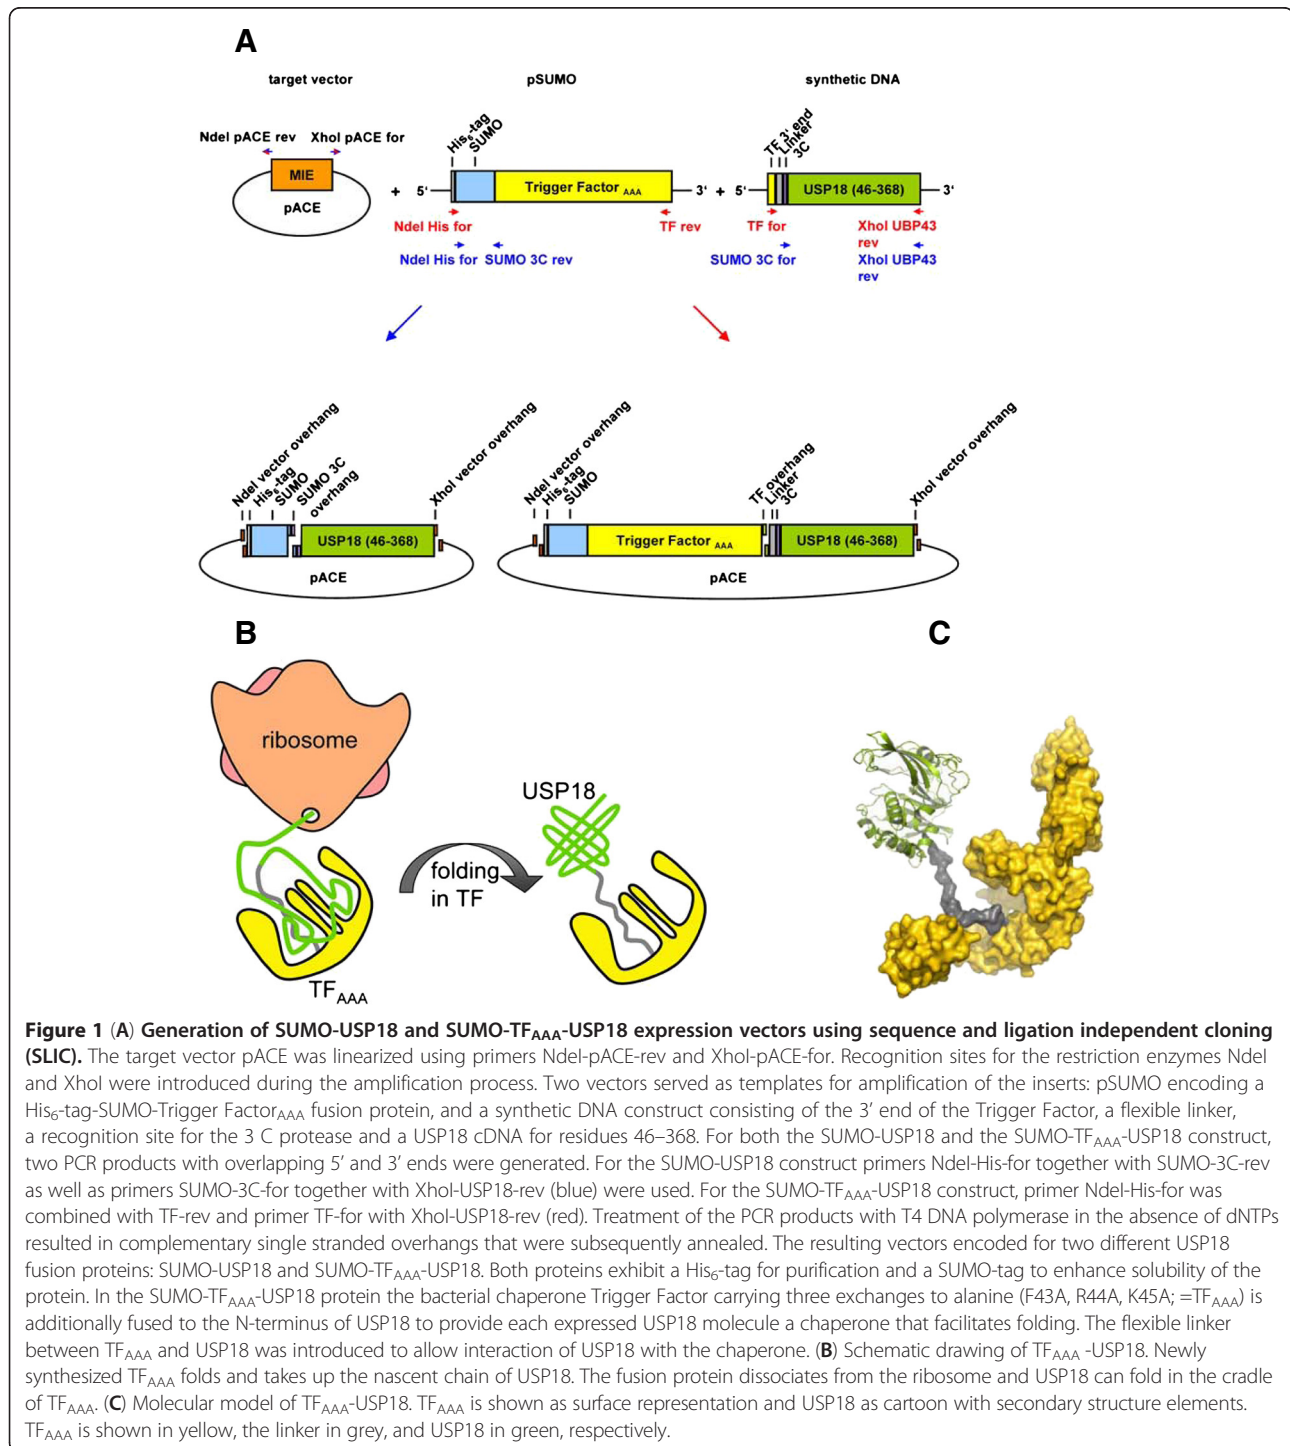 A
target vector
pSUMO
synthetic DNA
NdeI pACE rev
XhoI pACE for
MIE
pACE
+
5‘
His6-tag
SUMO
Trigger Factor AAA
3‘
+
5‘
TF 3‘ end
Linker
3C
USP18 (46-368)
3‘
NdeI His for
TF rev
TF for
XhoI UBP43
rev
NdeI His for
SUMO 3C rev
SUMO 3C for
XhoI UBP43
rev
NdeI vector overhang
His6-tag
SUMO
SUMO 3C
overhang
XhoI vector overhang
USP18 (46-368)
pACE
NdeI vector overhang
His6-tag
SUMO
TF overhang
Linker
3C
XhoI vector overhang
Trigger Factor AAA
USP18 (46-368)
pACE
B
ribosome
TFAAA
folding
in TF
USP18
C
Figure 1 (A) Generation of SUMO-USP18 and SUMO-TFAAA-USP18 expression vectors using sequence and ligation independent cloning
(SLIC). The target vector pACE was linearized using primers NdeI-pACE-rev and XhoI-pACE-for. Recognition sites for the restriction enzymes NdeI
and XhoI were introduced during the amplification process. Two vectors served as templates for amplification of the inserts: pSUMO encoding a
His6-tag-SUMO-Trigger FactorAAA fusion protein, and a synthetic DNA construct consisting of the 3′ end of the Trigger Factor, a flexible linker,
a recognition site for the 3 C protease and a USP18 cDNA for residues 46–368. For both the SUMO-USP18 and the SUMO-TFAAA-USP18 construct,
two PCR products with overlapping 5′ and 3′ ends were generated. For the SUMO-USP18 construct primers NdeI-His-for together with SUMO-3C-rev
as well as primers SUMO-3C-for together with XhoI-USP18-rev (blue) were used. For the SUMO-TFAAA-USP18 construct, primer NdeI-His-for was
combined with TF-rev and primer TF-for with XhoI-USP18-rev (red). Treatment of the PCR products with T4 DNA polymerase in the absence of dNTPs
resulted in complementary single stranded overhangs that were subsequently annealed. The resulting vectors encoded for two different USP18
fusion proteins: SUMO-USP18 and SUMO-TFAAA-USP18. Both proteins exhibit a His6-tag for purification and a SUMO-tag to enhance solubility of the
protein. In the SUMO-TFAAA-USP18 protein the bacterial chaperone Trigger Factor carrying three exchanges to alanine (F43A, R44A, K45A; =TFAAA) is
additionally fused to the N-terminus of USP18 to provide each expressed USP18 molecule a chaperone that facilitates folding. The flexible linker
between TFAAA and USP18 was introduced to allow interaction of USP18 with the chaperone. (B) Schematic drawing of TFAAA -USP18. Newly
synthesized TFAAA folds and takes up the nascent chain of USP18. The fusion protein dissociates from the ribosome and USP18 can fold in the cradle
of TFAAA. (C) Molecular model of TFAAA-USP18. TFAAA is shown as surface representation and USP18 as cartoon with secondary structure elements.
TFAAA is shown in yellow, the linker in grey, and USP18 in green, respectively.